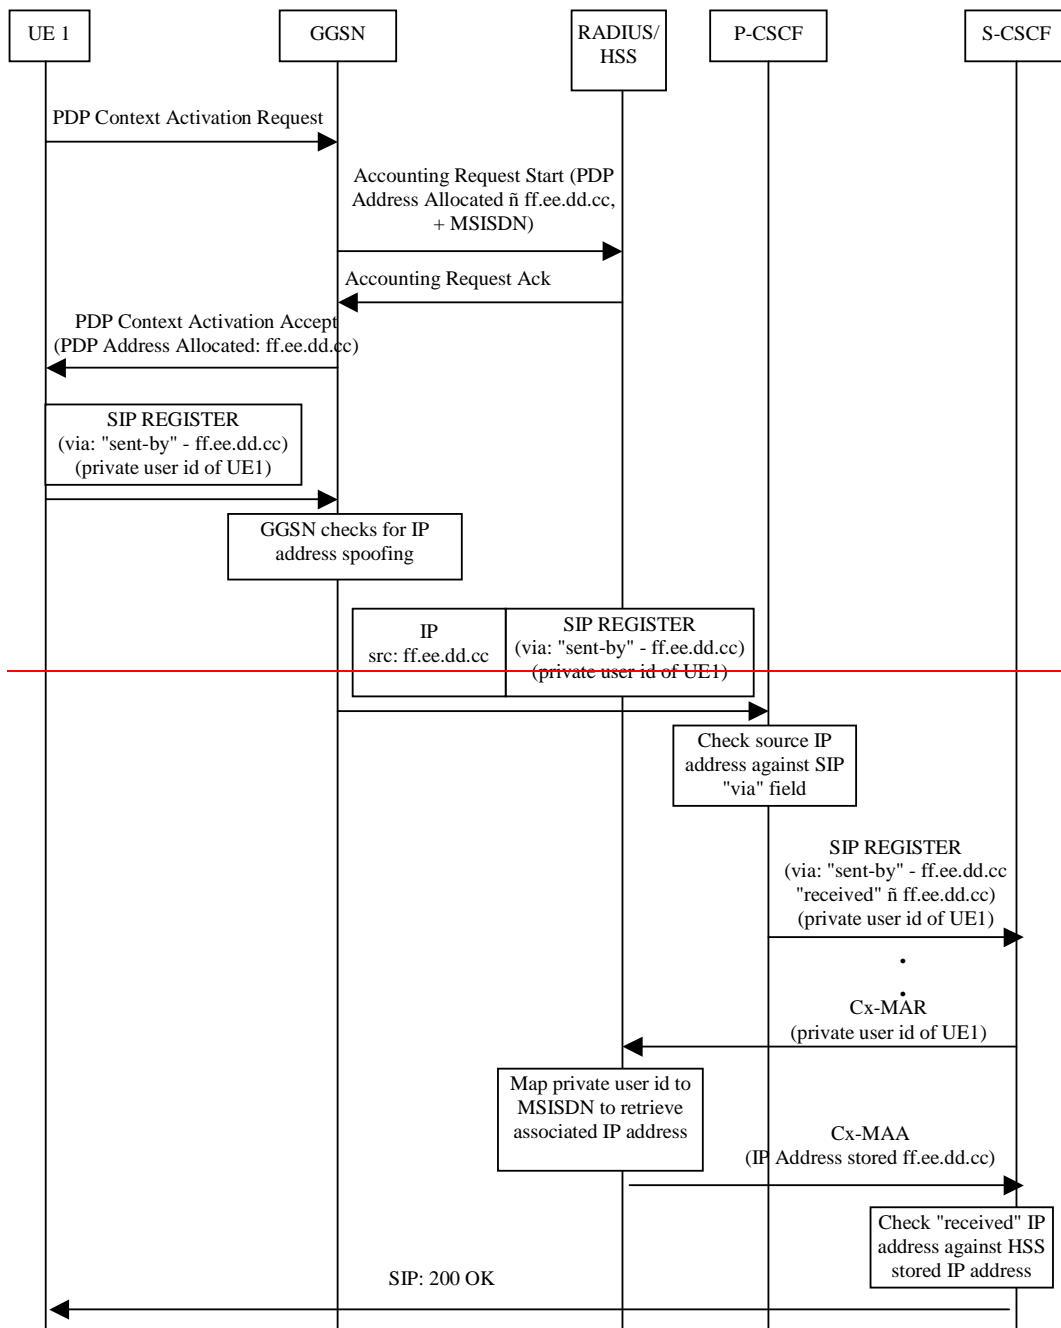 UE 1
GGSN
RADIUS/
HSS
P-CSCF
S-CSCF
PDP Context Activation Request
Accounting Request Start (PDP
Address Allocated ñ ff.ee.dd.cc,
+ MSISDN)
Accounting Request Ack
PDP Context Activation Accept
(PDP Address Allocated: ff.ee.dd.cc)
SIP REGISTER
(via: "sent-by" - ff.ee.dd.cc)
(private user id of UE1)
GGSN checks for IP
address spoofing
IP
src: ff.ee.dd.cc
SIP REGISTER
(via: "sent-by" - ff.ee.dd.cc)
(private user id of UE1)
Check source IP
address against SIP
"via" field
SIP REGISTER
(via: "sent-by" - ff.ee.dd.cc
"received" ñ ff.ee.dd.cc)
(private user id of UE1)
.
.
Cx-MAR
(private user id of UE1)
Map private user id to
MSISDN to retrieve
associated IP address
Cx-MAA
(IP Address stored ff.ee.dd.cc)
Check "received" IP
address against HSS
stored IP address
SIP: 200 OK